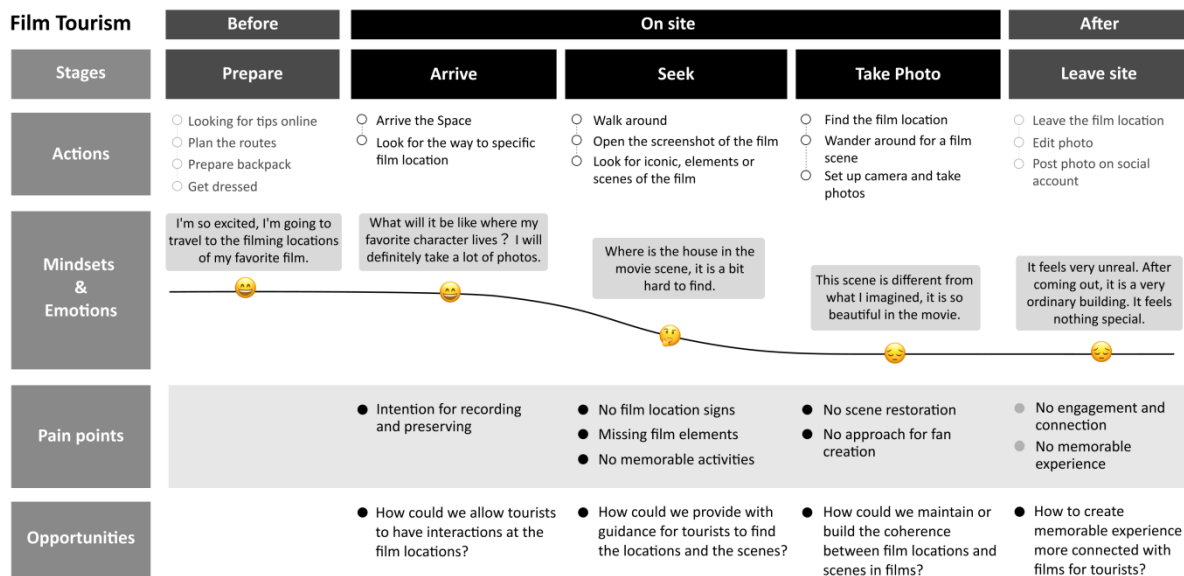 Film Tourism
Before
On site
After
Stages
Prepare
Arrive
Seek
Take Photo
Leave site
Actions
Looking for tips online
Plan the routes
Prepare backpack
Get dressed
Arrive the Space
Look for the way to specific
film location
Walk around
Open the screenshot of the film
Look for iconic, elements or
scenes of the film
Find the film location
Wander around for a film
scene
Set up camera and take
photos
Leave the film location
Edit photo
Post photo on social
account
Mindsets
&
Emotions
I'm so excited, I'm going to
travel to the filming locations
of my favorite film.
What will it be like where my
favorite character lives？ I will
definitely take a lot of photos.
Where is the house in the
movie scene, it is a bit
hard to find.
This scene is different from
what I imagined, it is so
beautiful in the movie.
It feels very unreal. After
coming out, it is a very
ordinary building. It feels
nothing special.
Pain points
Intention for recording
and preserving
No film location signs
Missing film elements
No memorable activities
No scene restoration
No approach for fan
creation
No engagement and
connection
No memorable
experience
Opportunities
How could we allow tourists
to have interactions at the
film locations?
How could we provide with
guidance for tourists to find
the locations and the scenes?
How could we maintain or
build the coherence
between film locations and
scenes in films?
How to create
memorable experience
more connected with
films for tourists?